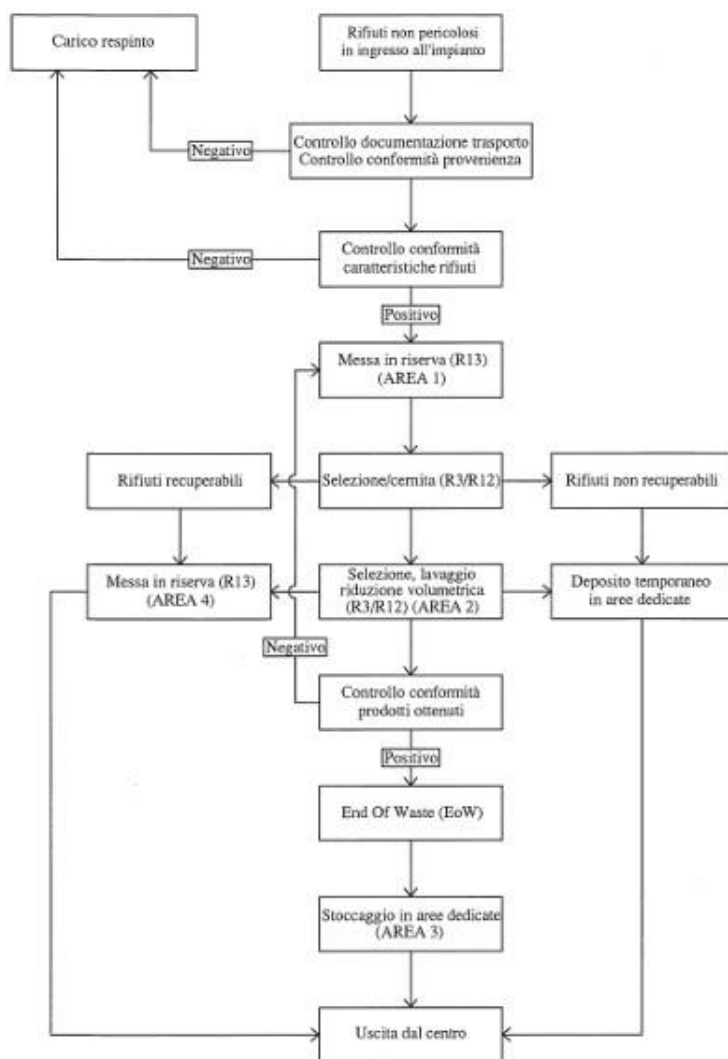 Carico respinto
Rifiuti non pericolosi
in ingresso all'impianto
Controllo documentazione trasporto
Controllo conformità provenienza
Negativo
Controllo conformità
caratteristiche rifiuti
Negativo
Positivo
Messa in riserva (R13)
(AREA 1)
Rifiuti recuperabili
Selezione/cernita (R3/R12)
Rifiuti non recuperabili
Messa in riserva (R13)
(AREA 4)
Selezione, lavaggio
riduzione volumetrica
(R3/R12) (AREA 2)
Deposito temporaneo
in aree dedicate
Negativo
Controllo conformità
prodotti ottenuti
Positivo
End Of Waste (EoW)
Stoccaggio in aree dedicate
(AREA 3)
Uscita dal centro